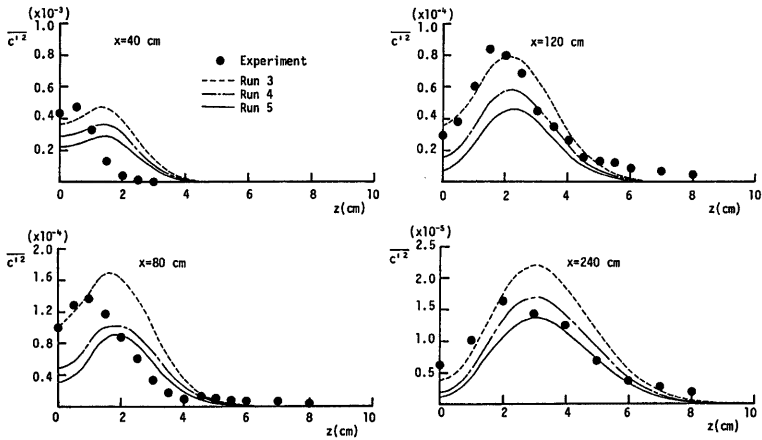 (x10⁻³)
1.0
c'²
x=40 cm
0.8
0.6
0.4
0.2
0
2
4
6
8
10
z(cm)
● Experiment
Run 3
Run 4
Run 5
(x10⁻⁴)
1.0
c'²
x=120 cm
0.8
0.6
0.4
0.2
0
2
4
6
8
10
z(cm)
(x10⁻⁴)
2.0
c'²
x=80 cm
1.6
1.2
0.8
0.4
0
2
4
6
8
10
z(cm)
(x10⁻⁵)
2.5
c'²
x=240 cm
2.0
1.5
1.0
0.5
0
2
4
6
8
10
z(cm)